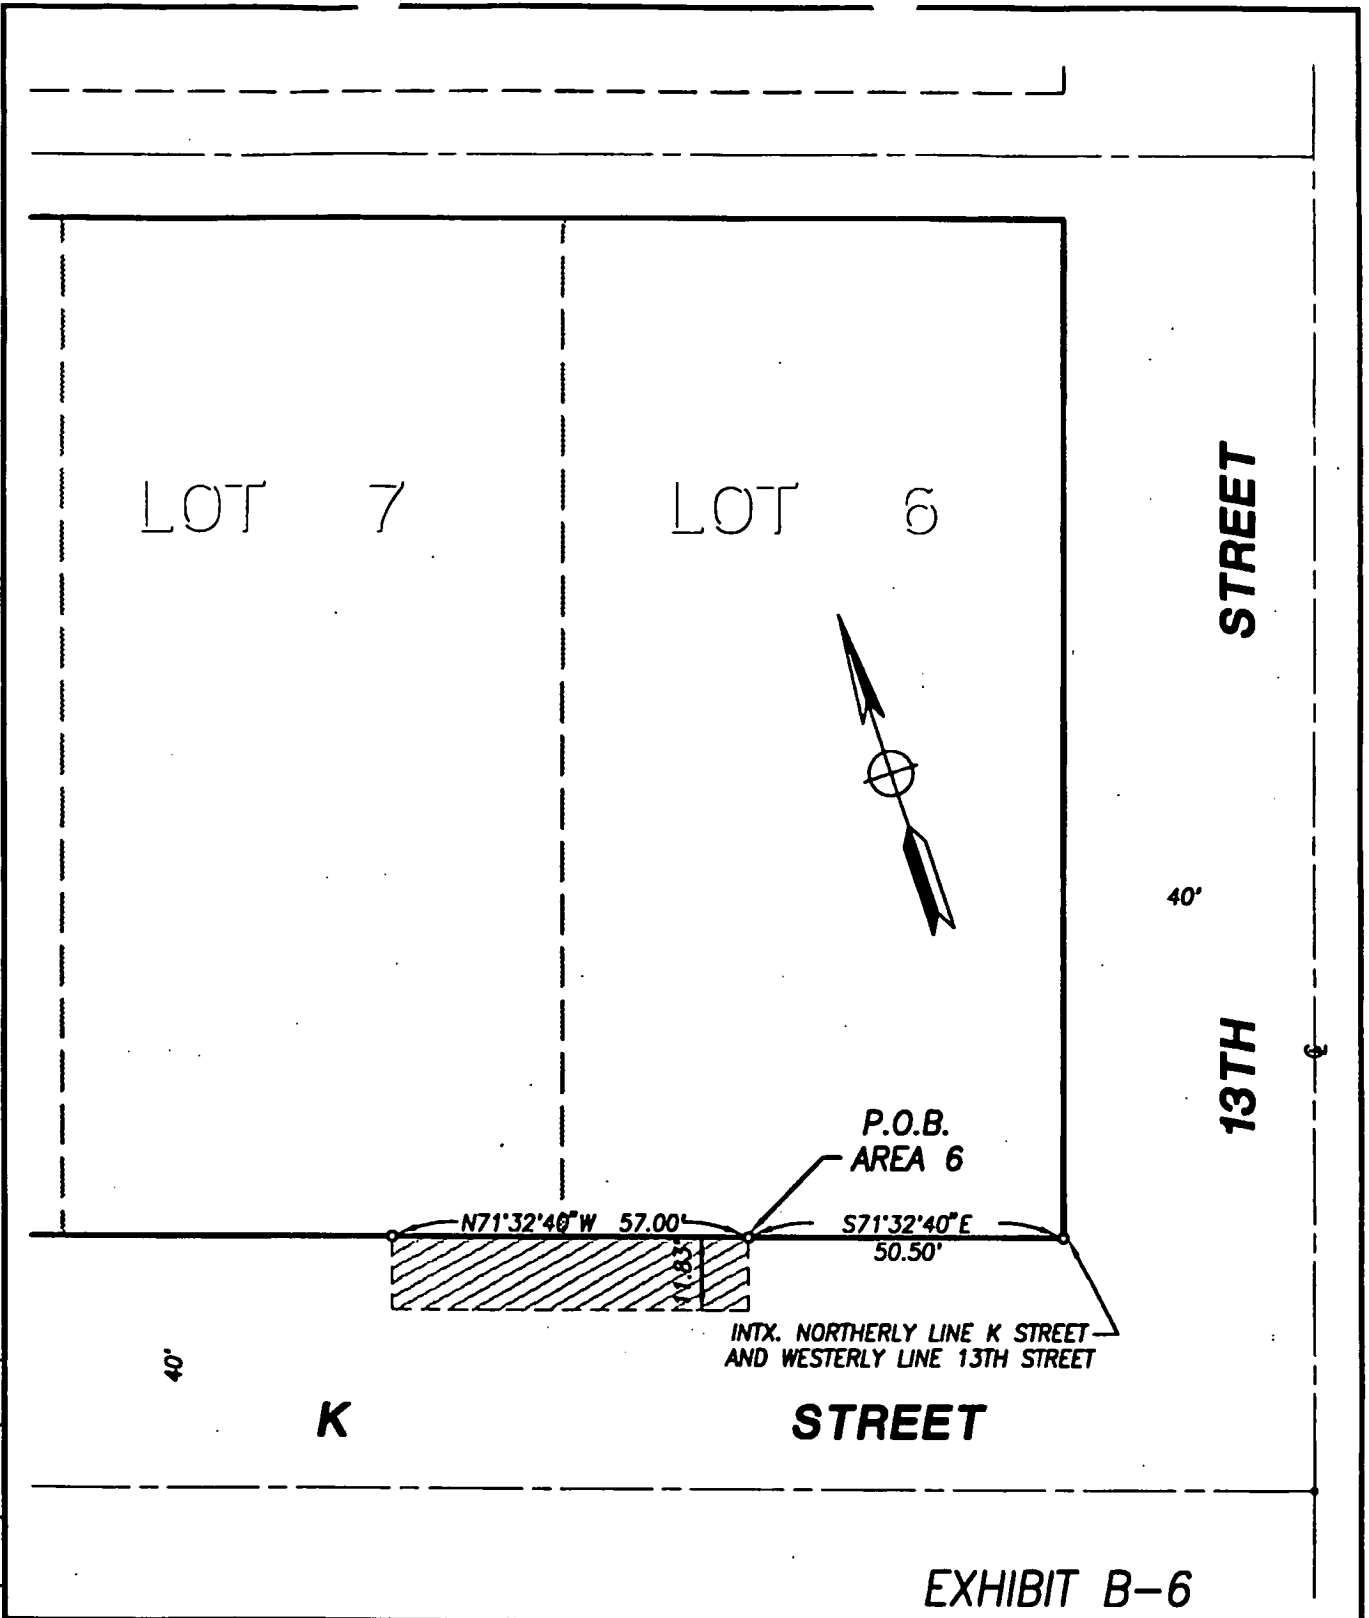 LOT 7
LOT 6
STREET
40'
13TH
P.O.B.
AREA 6
N71°32'40"W 57.00'
S71°32'40"E
50.50'
11.83'
INTX. NORTHERLY LINE K STREET
AND WESTERLY LINE 13TH STREET
40'
K STREET
EXHIBIT B-6